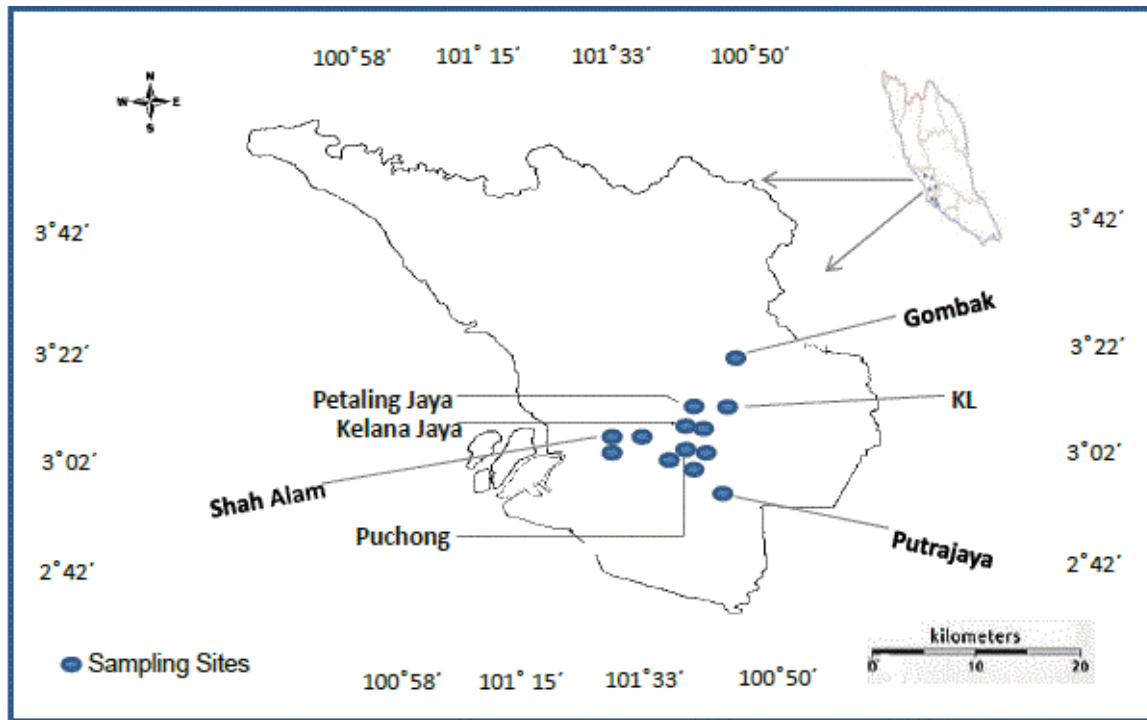 100˚58´ 101˚ 15´ 101˚33´ 100˚50´
N
W E
S
3˚42´ 3˚42´
Gombak
3˚22´ 3˚22´
Petaling Jaya KL
Kelana Jaya
3˚02´ 3˚02´
Shah Alam
Puchong Putrajaya
2˚42´ 2˚42´
kilometers
0 10 20
Sampling Sites
100˚58´ 101˚ 15´ 101˚33´ 100˚50´